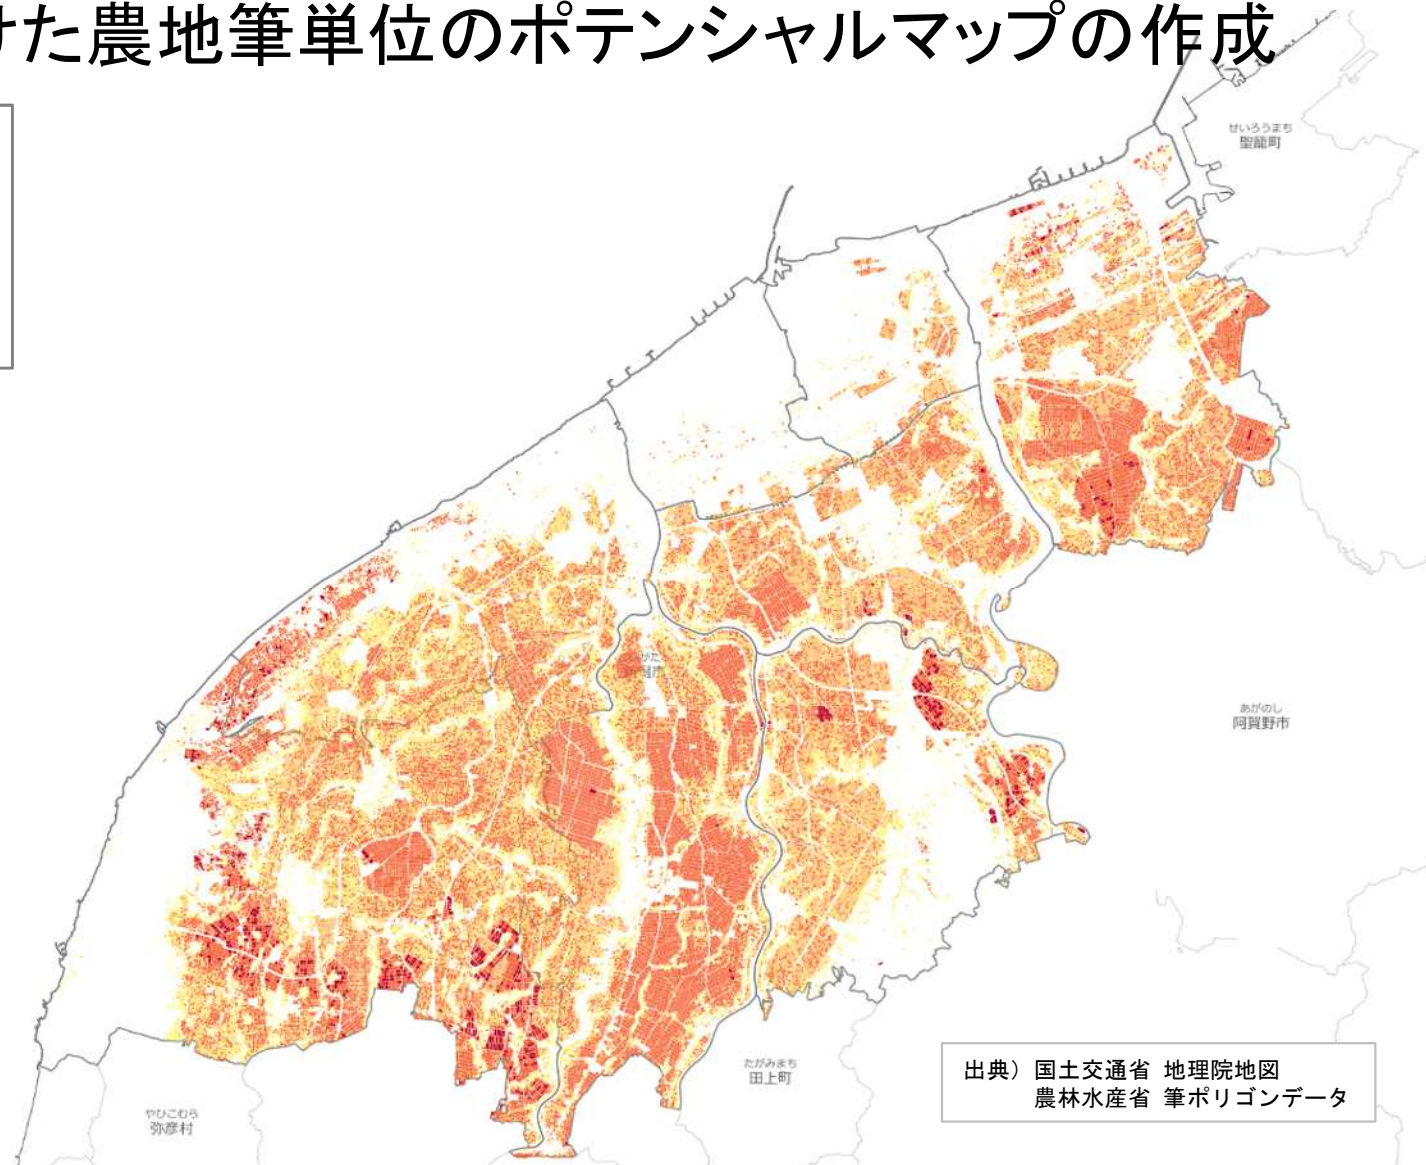 けた農地筆単位のポテンシャルマップの作成
せいろうまち
聖籠町
あがのし
阿賀野市
たがみまち
田上町
やひこむら
弥彦村
出典）国土交通省 地理院地図
農林水産省 筆ポリゴンデータ